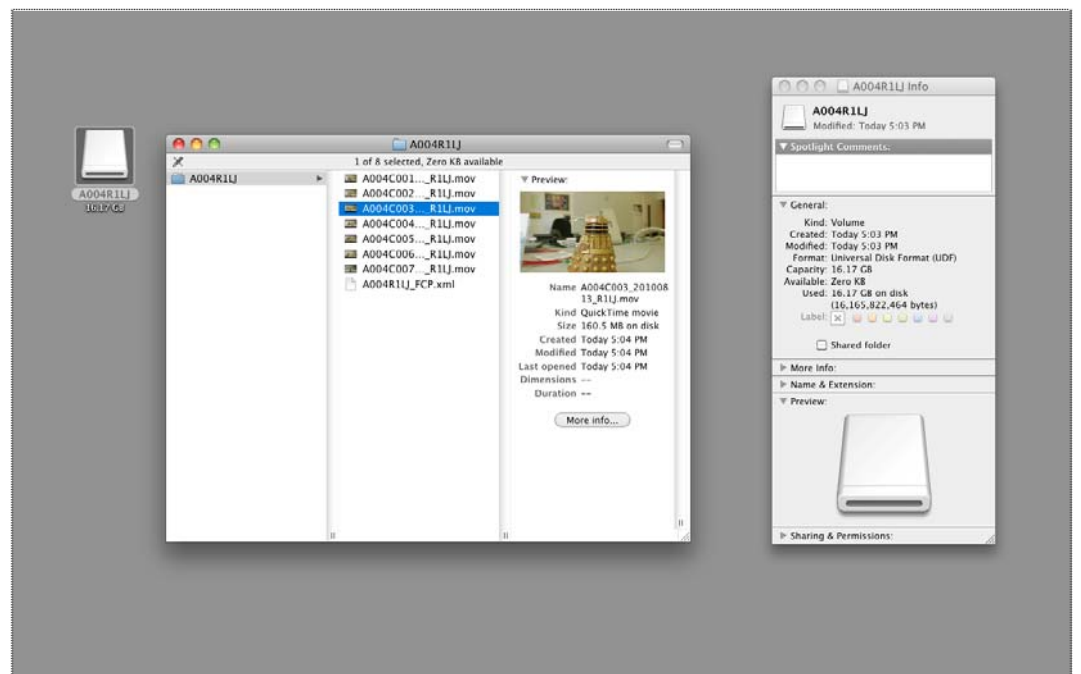 A004R1LJ
16.17 GB
A004R1LJ
1 of 8 selected, Zero KB available
A004R1LJ
A004C001..._R1LJ.mov
A004C002..._R1LJ.mov
A004C003..._R1LJ.mov
A004C004..._R1LJ.mov
A004C005..._R1LJ.mov
A004C006..._R1LJ.mov
A004C007..._R1LJ.mov
A004R1LJ_FCP.xml
Preview:
Name A004C003_201008
13_R1LJ.mov
Kind QuickTime movie
Size 160.5 MB on disk
Created Today 5:04 PM
Modified Today 5:04 PM
Last opened Today 5:04 PM
Dimensions --
Duration --
More info...
A004R1LJ Info
A004R1LJ
Modified: Today 5:03 PM
Spotlight Comments:
General:
Kind: Volume
Created: Today 5:03 PM
Modified: Today 5:03 PM
Format: Universal Disk Format (UDF)
Capacity: 16.17 GB
Available: Zero KB
Used: 16.17 GB on disk
(16,165,822,464 bytes)
Label:
Shared folder
More Info:
Name & Extension:
Preview:
Sharing & Permissions: